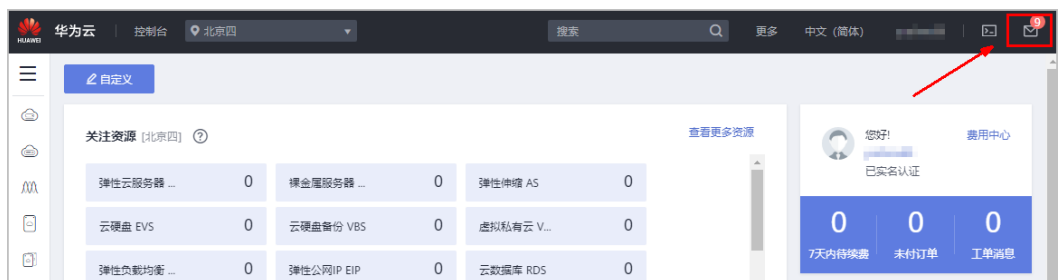 HUAWEI 华为云 控制台 北京四 搜索 更多 中文 (简体) 9
自定义
关注资源 [北京四] ? 查看更多资源
弹性云服务器 ... 0 裸金属服务器 ... 0 弹性伸缩 AS 0
云硬盘 EVS 0 云硬盘备份 VBS 0 虚拟私有云 V... 0
弹性负载均衡 ... 0 弹性公网IP EIP 0 云数据库 RDS 0
您好! 费用中心
已实名认证
0 0 0
7天内待续费 未付订单 工单消息